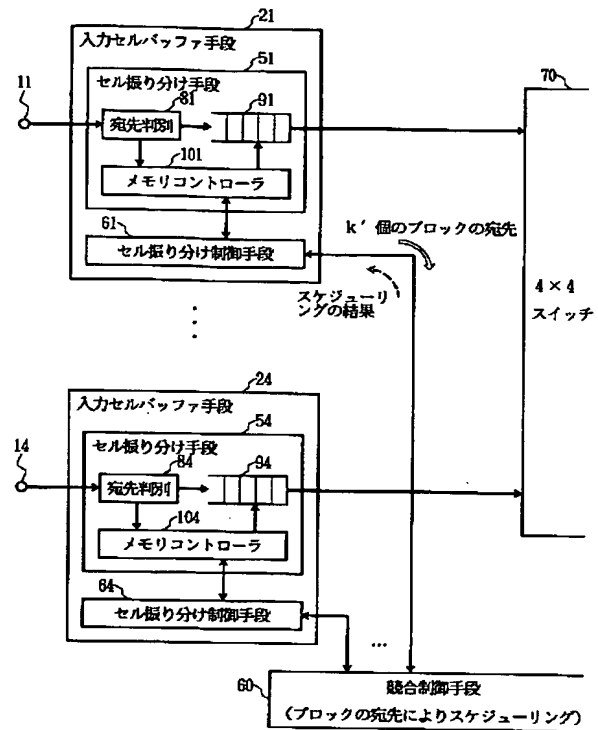 21
入力セルバッファ手段
51
セル振り分け手段
11
81
宛先判別
91
101
メモリコントローラ
61
セル振り分け制御手段
70
k’個のブロックの宛先
スケジューリ
ングの結果
4×4
スイッチ
24
入力セルバッファ手段
54
セル振り分け手段
14
84
宛先判別
94
104
メモリコントローラ
64
セル振り分け制御手段
…
60
競合制御手段
(ブロックの宛先によりスケジューリング)